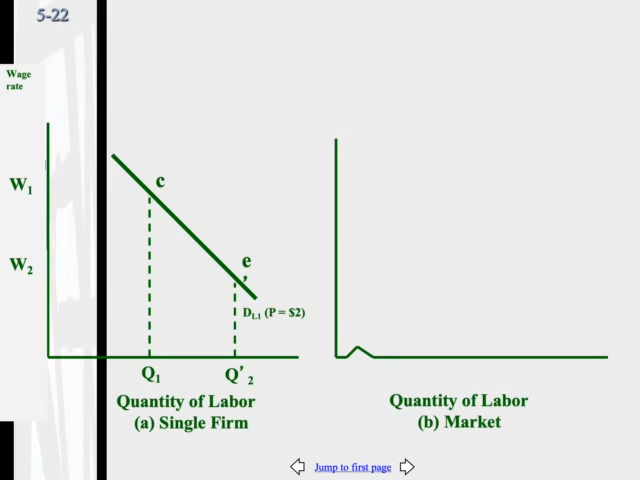 5-22
Wage
rate
W1
c
W2
e
’
DL1 (P = $2)
Q1
Q’2
Quantity of Labor
(a) Single Firm
Quantity of Labor
(b) Market
Jump to first page